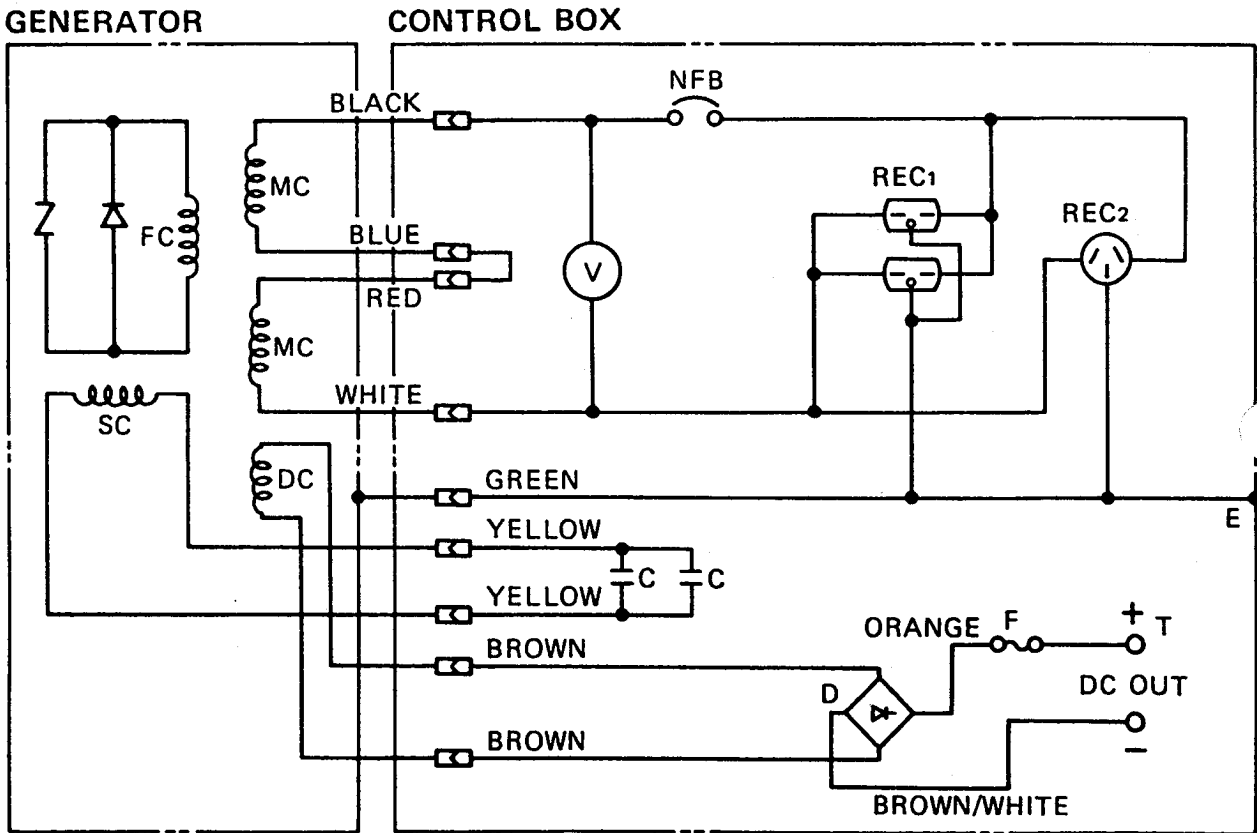 GENERATOR
CONTROL BOX
NFB
BLACK
MC
REC1
REC2
FC
BLUE
V
RED
MC
WHITE
SC
DC
GREEN
E
YELLOW
C
C
YELLOW
ORANGE
F
+
T
BROWN
D
DC OUT
BROWN
−
BROWN/WHITE